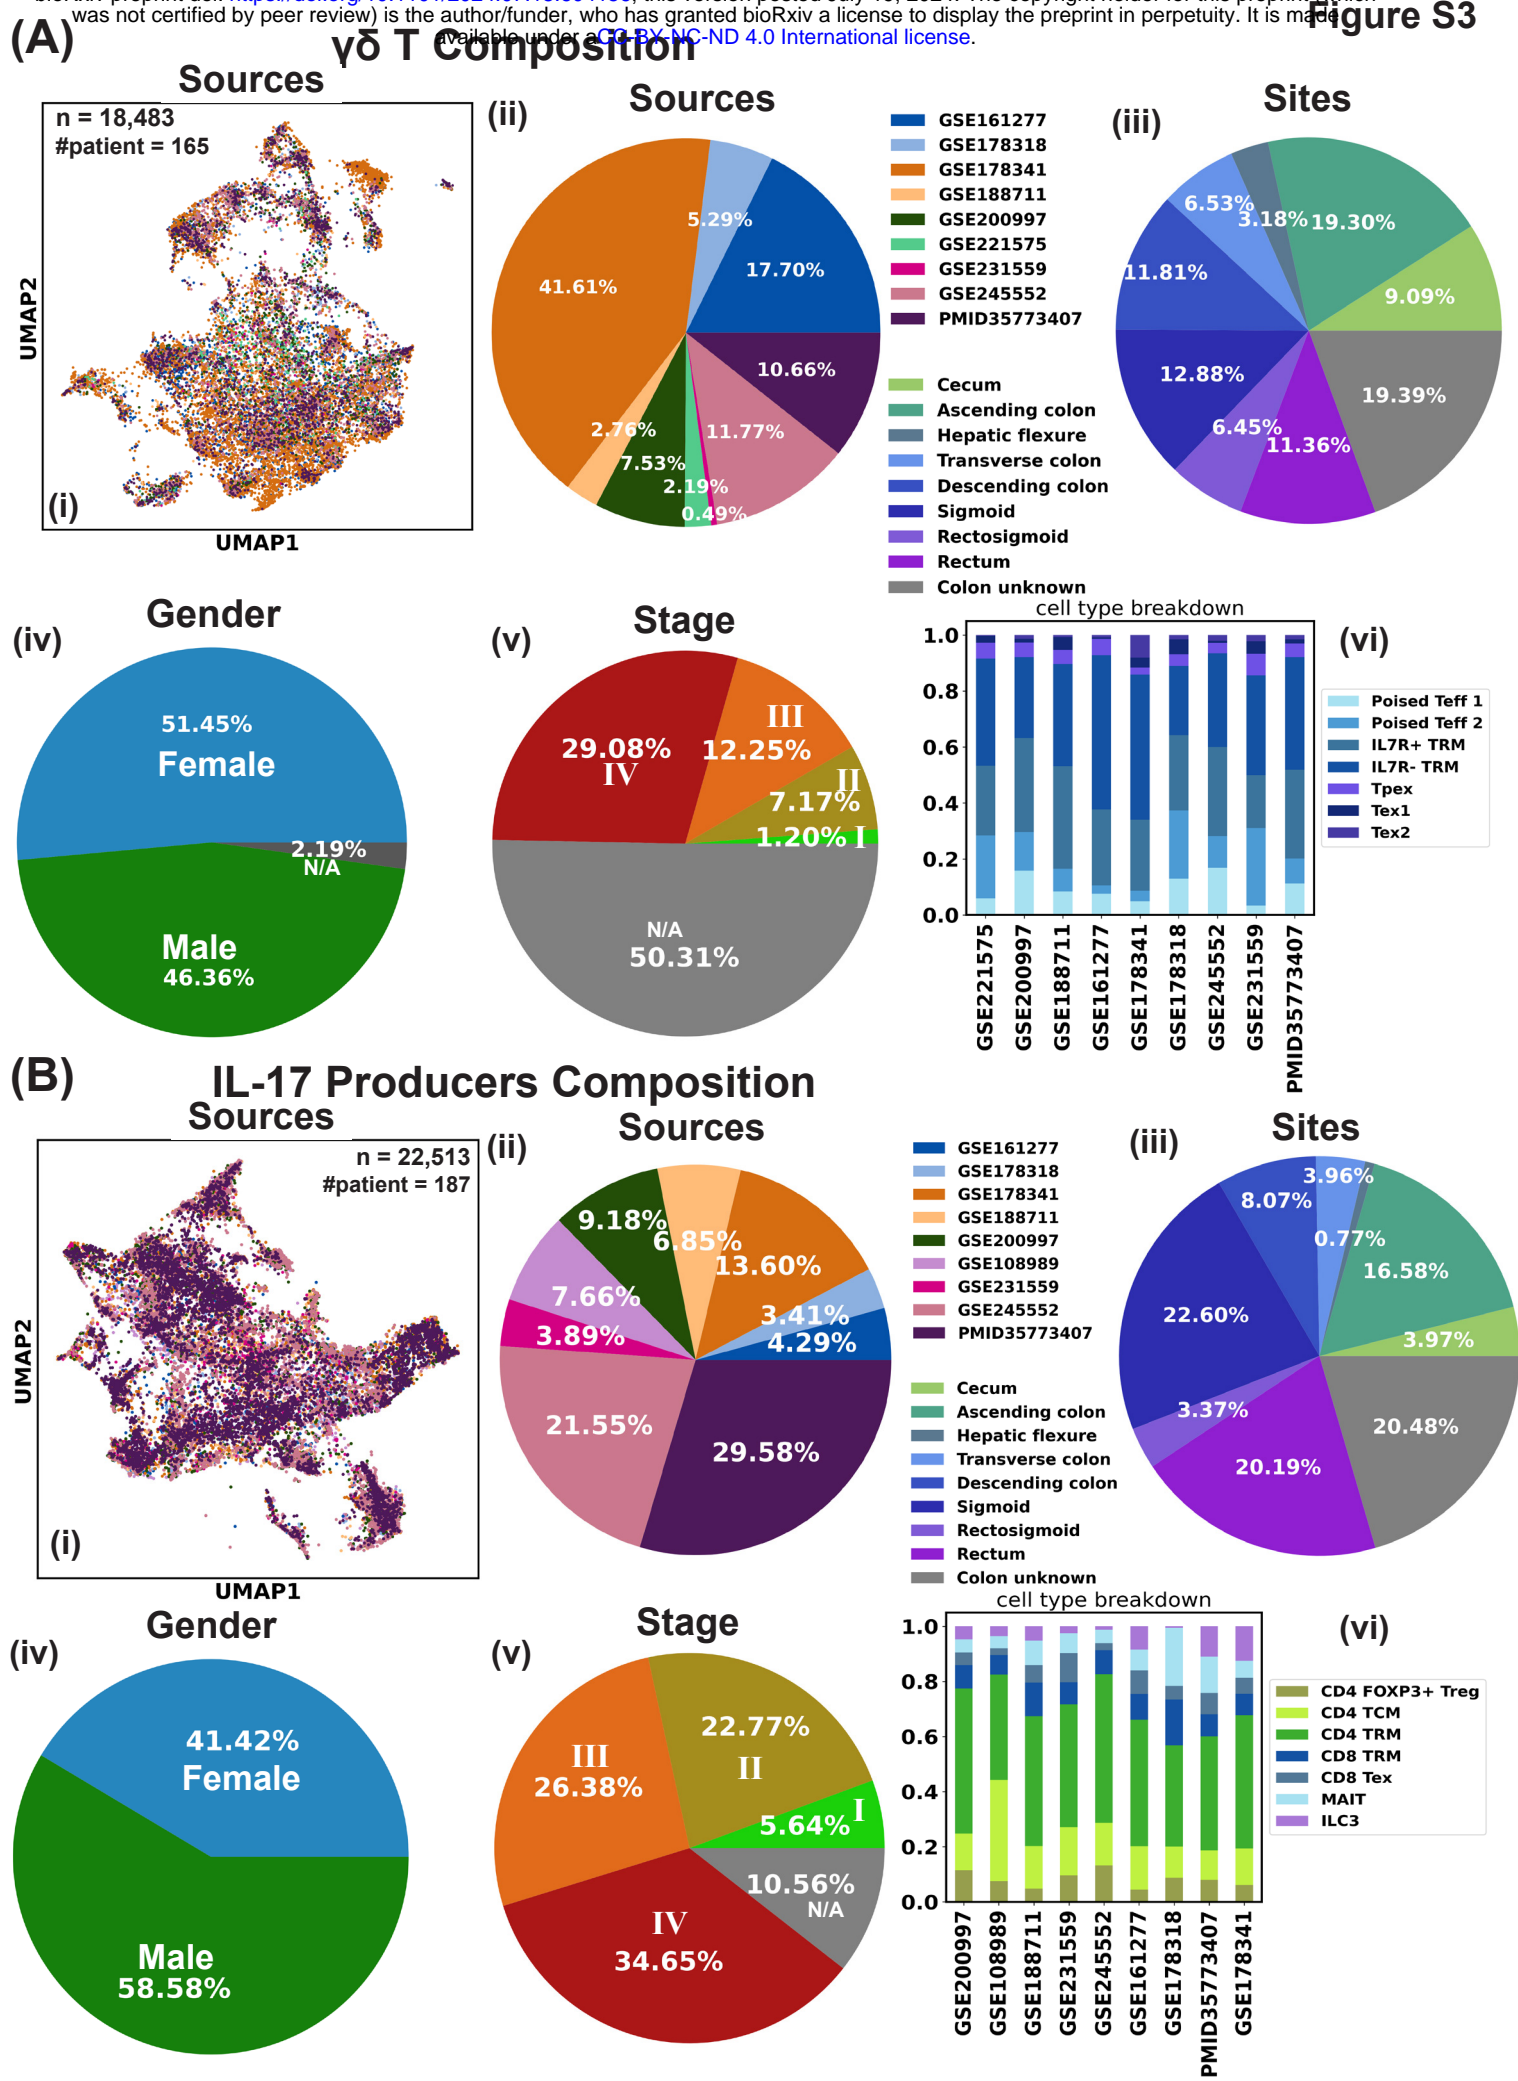 was not certified by peer review) is the author/funder, who has granted bioRxiv a license to display the preprint in perpetuity. It is made
available under aCC-BY-NC-ND 4.0 International license.
Figure S3
(A)
γδ T Composition
Sources
n = 18,483
#patient = 165
UMAP2
(i)
UMAP1
(ii)
Sources
5.29%
17.70%
41.61%
10.66%
2.76%
11.77%
7.53%
2.19%
0.49%
GSE161277
GSE178318
GSE178341
GSE188711
GSE200997
GSE221575
GSE231559
GSE245552
PMID35773407
Cecum
Ascending colon
Hepatic flexure
Transverse colon
Descending colon
Sigmoid
Rectosigmoid
Rectum
Colon unknown
(iii)
Sites
6.53%
3.18%
19.30%
11.81%
9.09%
12.88%
19.39%
6.45%
11.36%
(iv)
Gender
51.45%
Female
2.19%
N/A
Male
46.36%
(v)
Stage
III
29.08%
12.25%
IV
II
7.17%
1.20% I
N/A
50.31%
cell type breakdown
(vi)
1.0
0.8
0.6
0.4
0.2
0.0
GSE221575
GSE200997
GSE188711
GSE161277
GSE178341
GSE178318
GSE245552
GSE231559
PMID35773407
Poised Teff 1
Poised Teff 2
IL7R+ TRM
IL7R- TRM
Tpex
Tex1
Tex2
(B)
IL-17 Producers Composition
Sources
n = 22,513
#patient = 187
UMAP2
(i)
UMAP1
(ii)
Sources
9.18%
6.85%
13.60%
7.66%
3.41%
3.89%
4.29%
21.55%
29.58%
GSE161277
GSE178318
GSE178341
GSE188711
GSE200997
GSE108989
GSE231559
GSE245552
PMID35773407
Cecum
Ascending colon
Hepatic flexure
Transverse colon
Descending colon
Sigmoid
Rectosigmoid
Rectum
Colon unknown
(iii)
Sites
3.96%
8.07%
0.77%
16.58%
22.60%
3.97%
3.37%
20.48%
20.19%
(iv)
Gender
41.42%
Female
Male
58.58%
(v)
Stage
22.77%
III
II
26.38%
I
5.64%
10.56%
N/A
IV
34.65%
cell type breakdown
(vi)
1.0
0.8
0.6
0.4
0.2
0.0
GSE200997
GSE108989
GSE188711
GSE231559
GSE245552
GSE161277
GSE178318
PMID35773407
GSE178341
CD4 FOXP3+ Treg
CD4 TCM
CD4 TRM
CD8 TRM
CD8 Tex
MAIT
ILC3